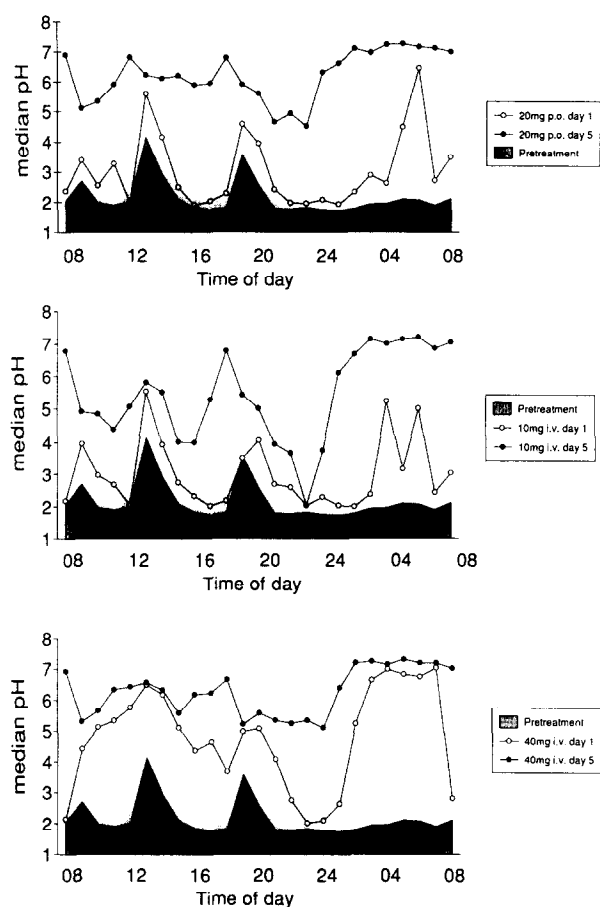 median pH
8
7
6
5
4
3
2
1
08 12 16 20 24 04 08
Time of day
20mg p.o. day 1
20mg p.o. day 5
Pretreatment
median pH
8
7
6
5
4
3
2
1
08 12 16 20 24 04 08
Time of day
Pretreatment
10mg i.v. day 1
10mg i.v. day 5
median pH
8
7
6
5
4
3
2
1
08 12 16 20 24 04 08
Time of day
Pretreatment
40mg i.v. day 1
40mg i.v. day 5